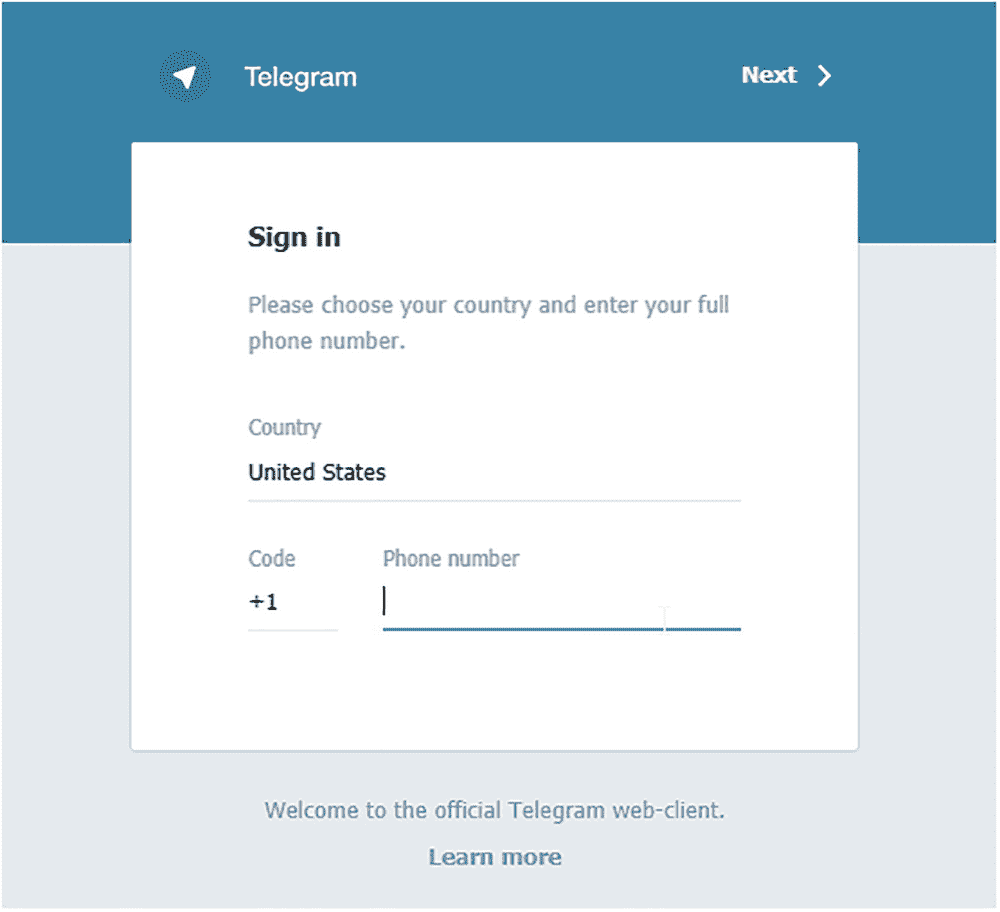 Telegram
Next
Sign in
Please choose your country and enter your full
phone number.
Country
United States
Code
Phone number
+1
Welcome to the official Telegram web-client.
Learn more